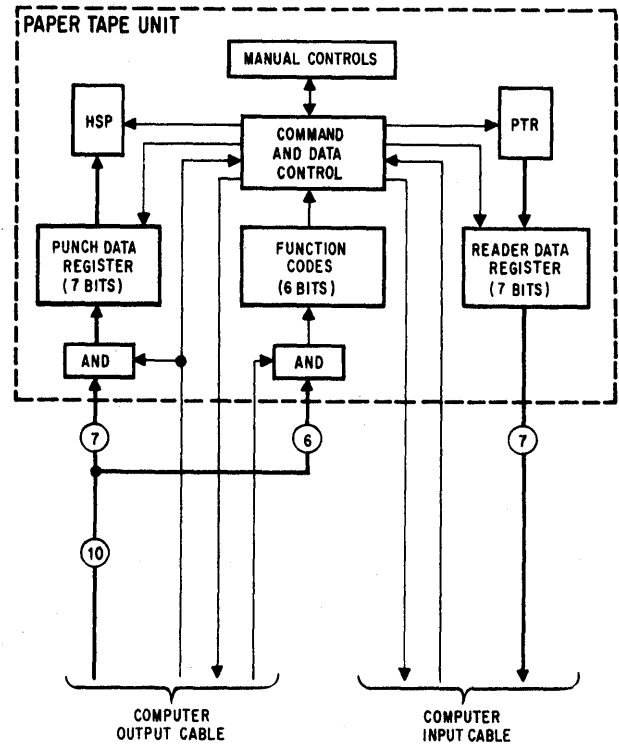 PAPER TAPE UNIT
MANUAL CONTROLS
HSP
COMMAND
AND DATA
CONTROL
PTR
PUNCH DATA
REGISTER
(7 BITS)
FUNCTION
CODES
(6 BITS)
READER DATA
REGISTER
(7 BITS)
AND
AND
7
6
7
10
COMPUTER
OUTPUT CABLE
COMPUTER
INPUT CABLE